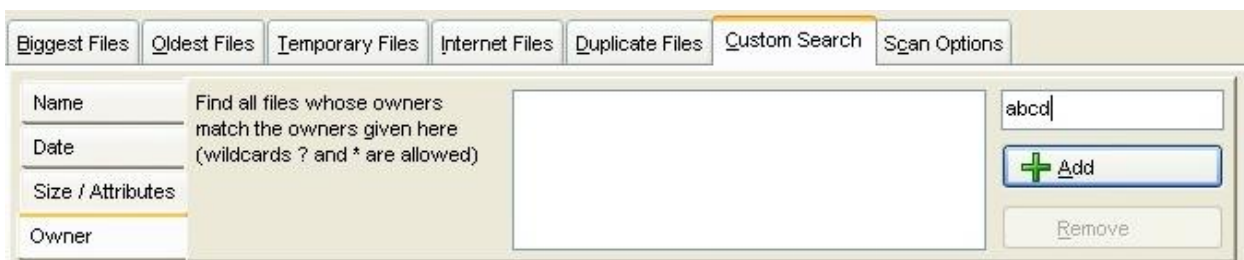 Biggest Files Oldest Files Temporary Files Internet Files Duplicate Files Custom Search Scan Options
Name
Date
Size / Attributes
Owner
Find all files whose owners
match the owners given here
(wildcards ? and * are allowed)
abcd
Add
Remove